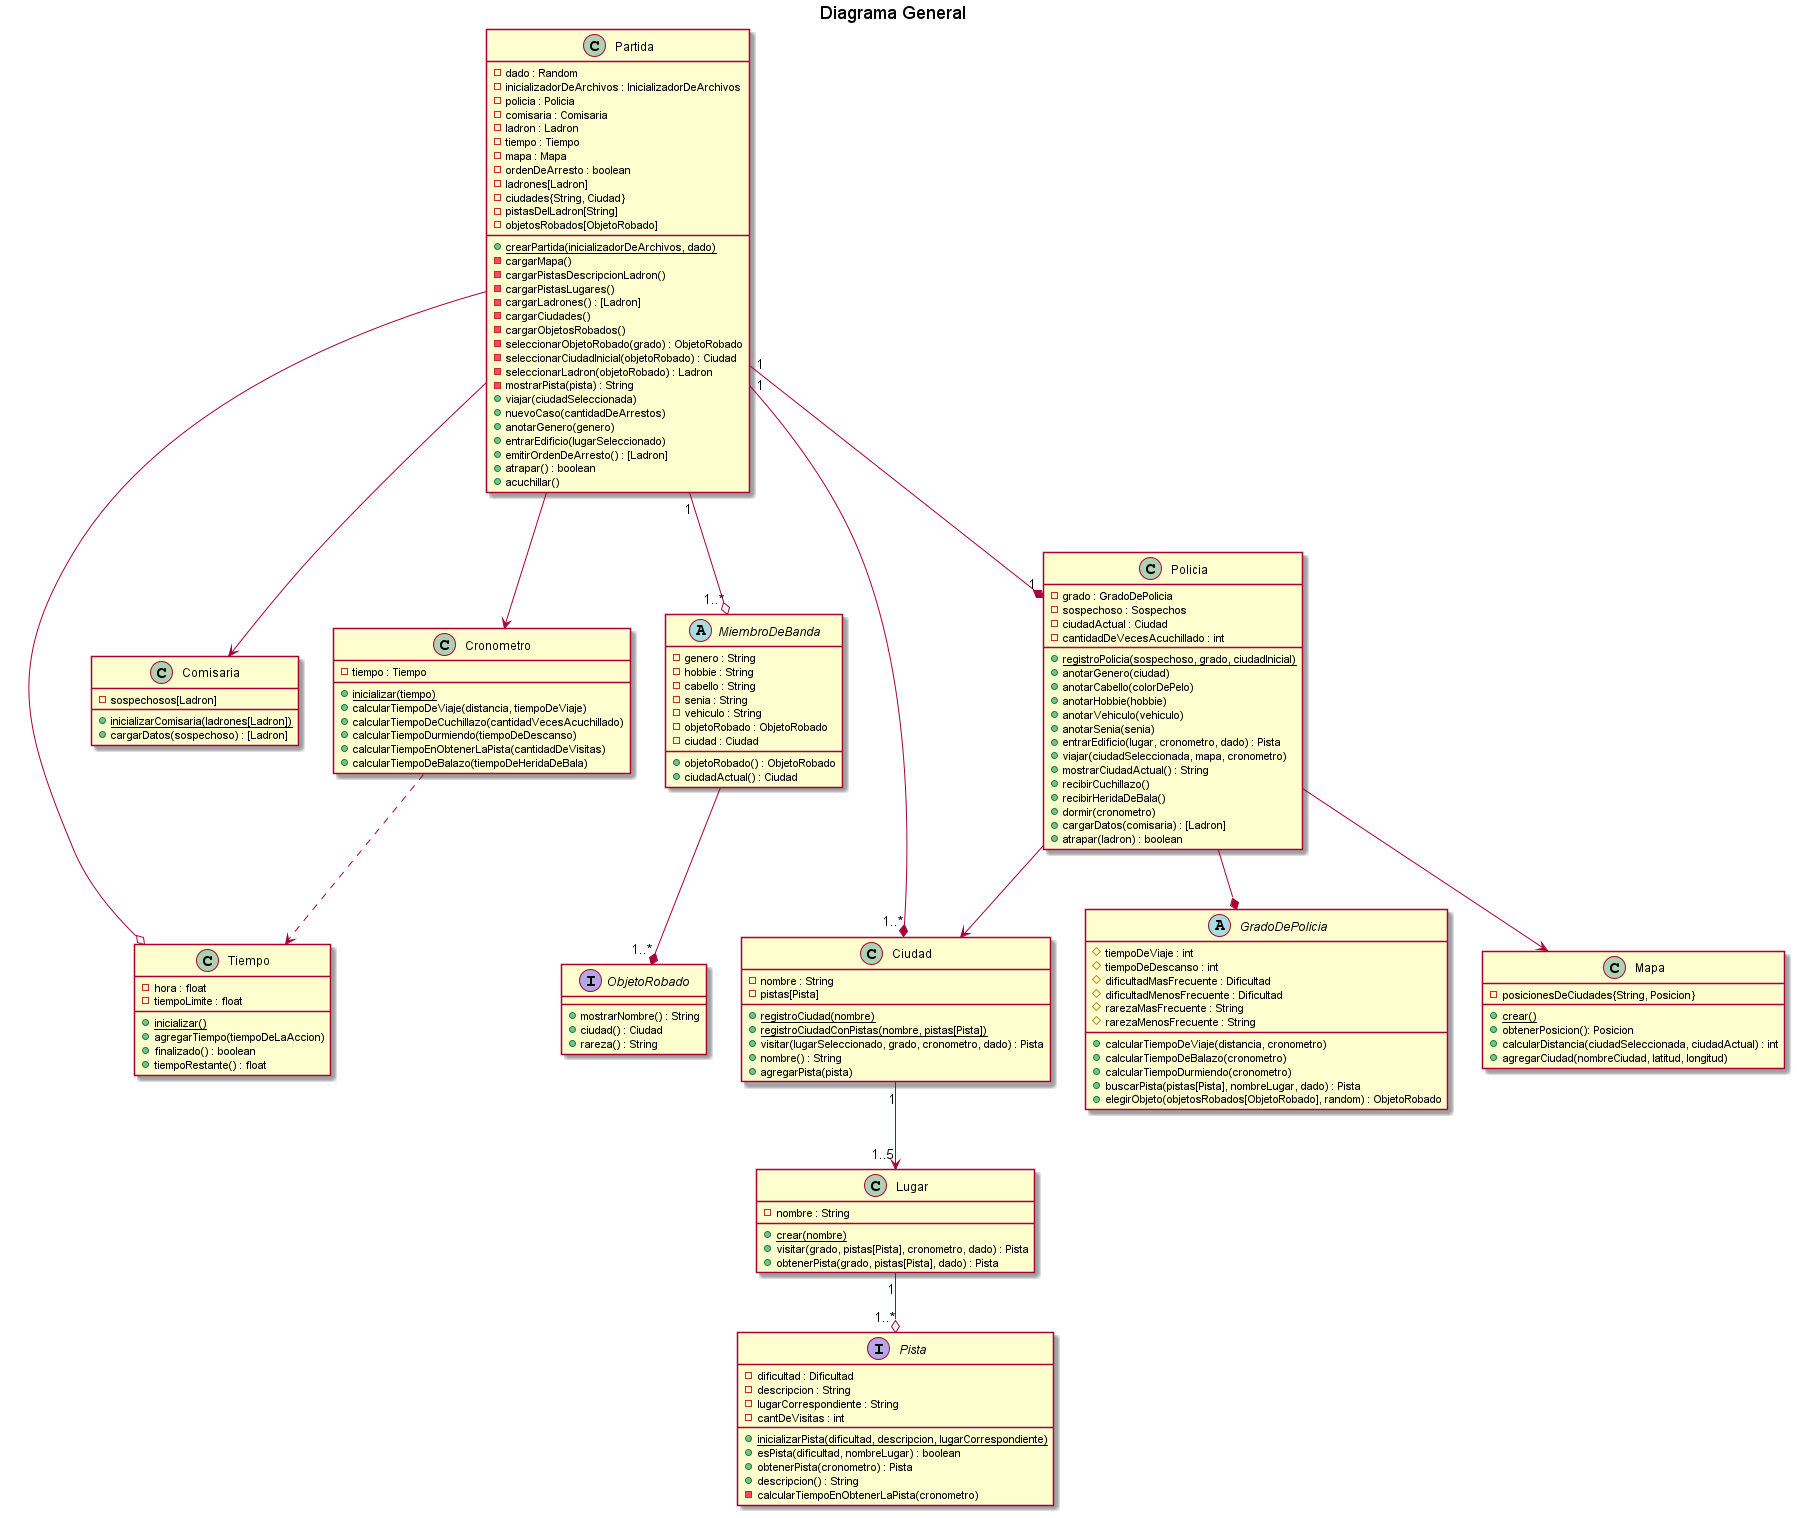 Diagrama General
C Partida
dado : Random
inicializadorDeArchivos : InicializadorDeArchivos
policia : Policia
comisaria : Comisaria
ladron : Ladron
tiempo : Tiempo
mapa : Mapa
ordenDeArresto : boolean
ladrones[Ladron]
ciudades{String, Ciudad}
pistasDelLadron[String]
objetosRobados[ObjetoRobado]
crearPartida(inicializadorDeArchivos, dado)
cargarMapa()
cargarPistasDescripcionLadron()
cargarPistasLugares()
cargarLadrones() : [Ladron]
cargarCiudades()
cargarObjetosRobados()
seleccionarObjetoRobado(grado) : ObjetoRobado
seleccionarCiudadInicial(objetoRobado) : Ciudad
seleccionarLadron(objetoRobado) : Ladron
mostrarPista(pista) : String
viajar(ciudadSeleccionada)
nuevoCaso(cantidadDeArrestos)
anotarGenero(genero)
entrarEdificio(lugarSeleccionado)
emitirOrdenDeArresto() : [Ladron]
atrapar() : boolean
acuchillar()
1
1
1
1..*
1
C Policia
grado : GradoDePolicia
sospechoso : Sospechos
ciudadActual : Ciudad
cantidadDeVecesAcuchillado : int
registroPolicia(sospechoso, grado, ciudadInicial)
anotarGenero(ciudad)
anotarCabello(colorDePelo)
anotarHobbie(hobbie)
anotarVehiculo(vehiculo)
anotarSenia(senia)
entrarEdificio(lugar, cronometro, dado) : Pista
viajar(ciudadSeleccionada, mapa, cronometro)
mostrarCiudadActual() : String
recibirCuchillazo()
recibirHeridaDeBala()
dormir(cronometro)
cargarDatos(comisaria) : [Ladron]
atrapar(ladron) : boolean
C Comisaria
sospechosos[Ladron]
inicializarComisaria(ladrones[Ladron])
cargarDatos(sospechoso) : [Ladron]
C Cronometro
tiempo : Tiempo
inicializar(tiempo)
calcularTiempoDeViaje(distancia, tiempoDeViaje)
calcularTiempoDeCuchillazo(cantidadVecesAcuchillado)
calcularTiempoDurmiendo(tiempoDeDescanso)
calcularTiempoEnObtenerLaPista(cantidadDeVisitas)
calcularTiempoDeBalazo(tiempoDeHeridaDeBala)
A MiembroDeBanda
genero : String
hobbie : String
cabello : String
senia : String
vehiculo : String
objetoRobado : ObjetoRobado
ciudad : Ciudad
objetoRobado() : ObjetoRobado
ciudadActual() : Ciudad
1..*
1..*
C Tiempo
hora : float
tiempoLimite : float
inicializar()
agregarTiempo(tiempoDeLaAccion)
finalizado() : boolean
tiempoRestante() : float
I ObjetoRobado
mostrarNombre() : String
ciudad() : Ciudad
rareza() : String
C Ciudad
nombre : String
pistas[Pista]
registroCiudad(nombre)
registroCiudadConPistas(nombre, pistas[Pista])
visitar(lugarSeleccionado, grado, cronometro, dado) : Pista
nombre() : String
agregarPista(pista)
A GradoDePolicia
tiempoDeViaje : int
tiempoDeDescanso : int
dificultadMasFrecuente : Dificultad
dificultadMenosFrecuente : Dificultad
rarezaMasFrecuente : String
rarezaMenosFrecuente : String
calcularTiempoDeViaje(distancia, cronometro)
calcularTiempoDeBalazo(cronometro)
calcularTiempoDurmiendo(cronometro)
buscarPista(pistas[Pista], nombreLugar, dado) : Pista
elegirObjeto(objetosRobados[ObjetoRobado], random) : ObjetoRobado
C Mapa
posicionesDeCiudades{String, Posicion}
crear()
obtenerPosicion(): Posicion
calcularDistancia(ciudadSeleccionada, ciudadActual) : int
agregarCiudad(nombreCiudad, latitud, longitud)
1
1..5
C Lugar
nombre : String
crear(nombre)
visitar(grado, pistas[Pista], cronometro, dado) : Pista
obtenerPista(grado, pistas[Pista], dado) : Pista
1
1..*
I Pista
dificultad : Dificultad
descripcion : String
lugarCorrespondiente : String
cantDeVisitas : int
inicializarPista(dificultad, descripcion, lugarCorrespondiente)
esPista(dificultad, nombreLugar) : boolean
obtenerPista(cronometro) : Pista
descripcion() : String
calcularTiempoEnObtenerLaPista(cronometro)